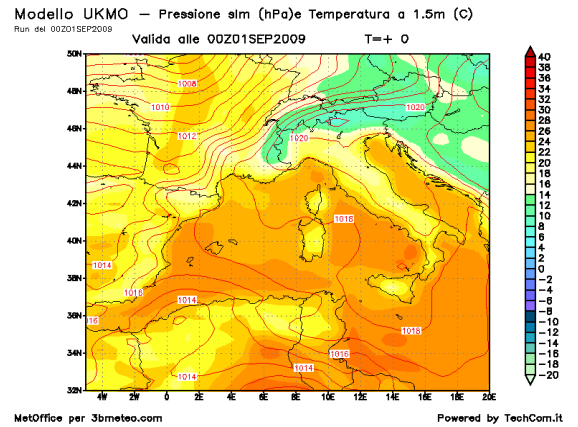 Modello UKMO – Pressione slm (hPa)e Temperatura a 1.5m (C)
Run del 00Z01SEP2009
Valida alle 00Z01SEP2009 T=+ 0
50N
48N
46N
44N
42N
40N
38N
36N
34N
32N
4W 2W 0 2E 4E 6E 8E 10E 12E 14E 16E 18E 20E
1008
1010
1012
1020
1020
1018
1014
1016
1014
1016
1018
1014
1014
40
38
36
34
32
30
28
26
24
22
20
18
16
14
12
10
8
6
4
2
0
-2
-4
-6
-8
-10
-12
-14
-16
-18
-20
MetOffice per 3bmeteo.com Powered by TechCom.it